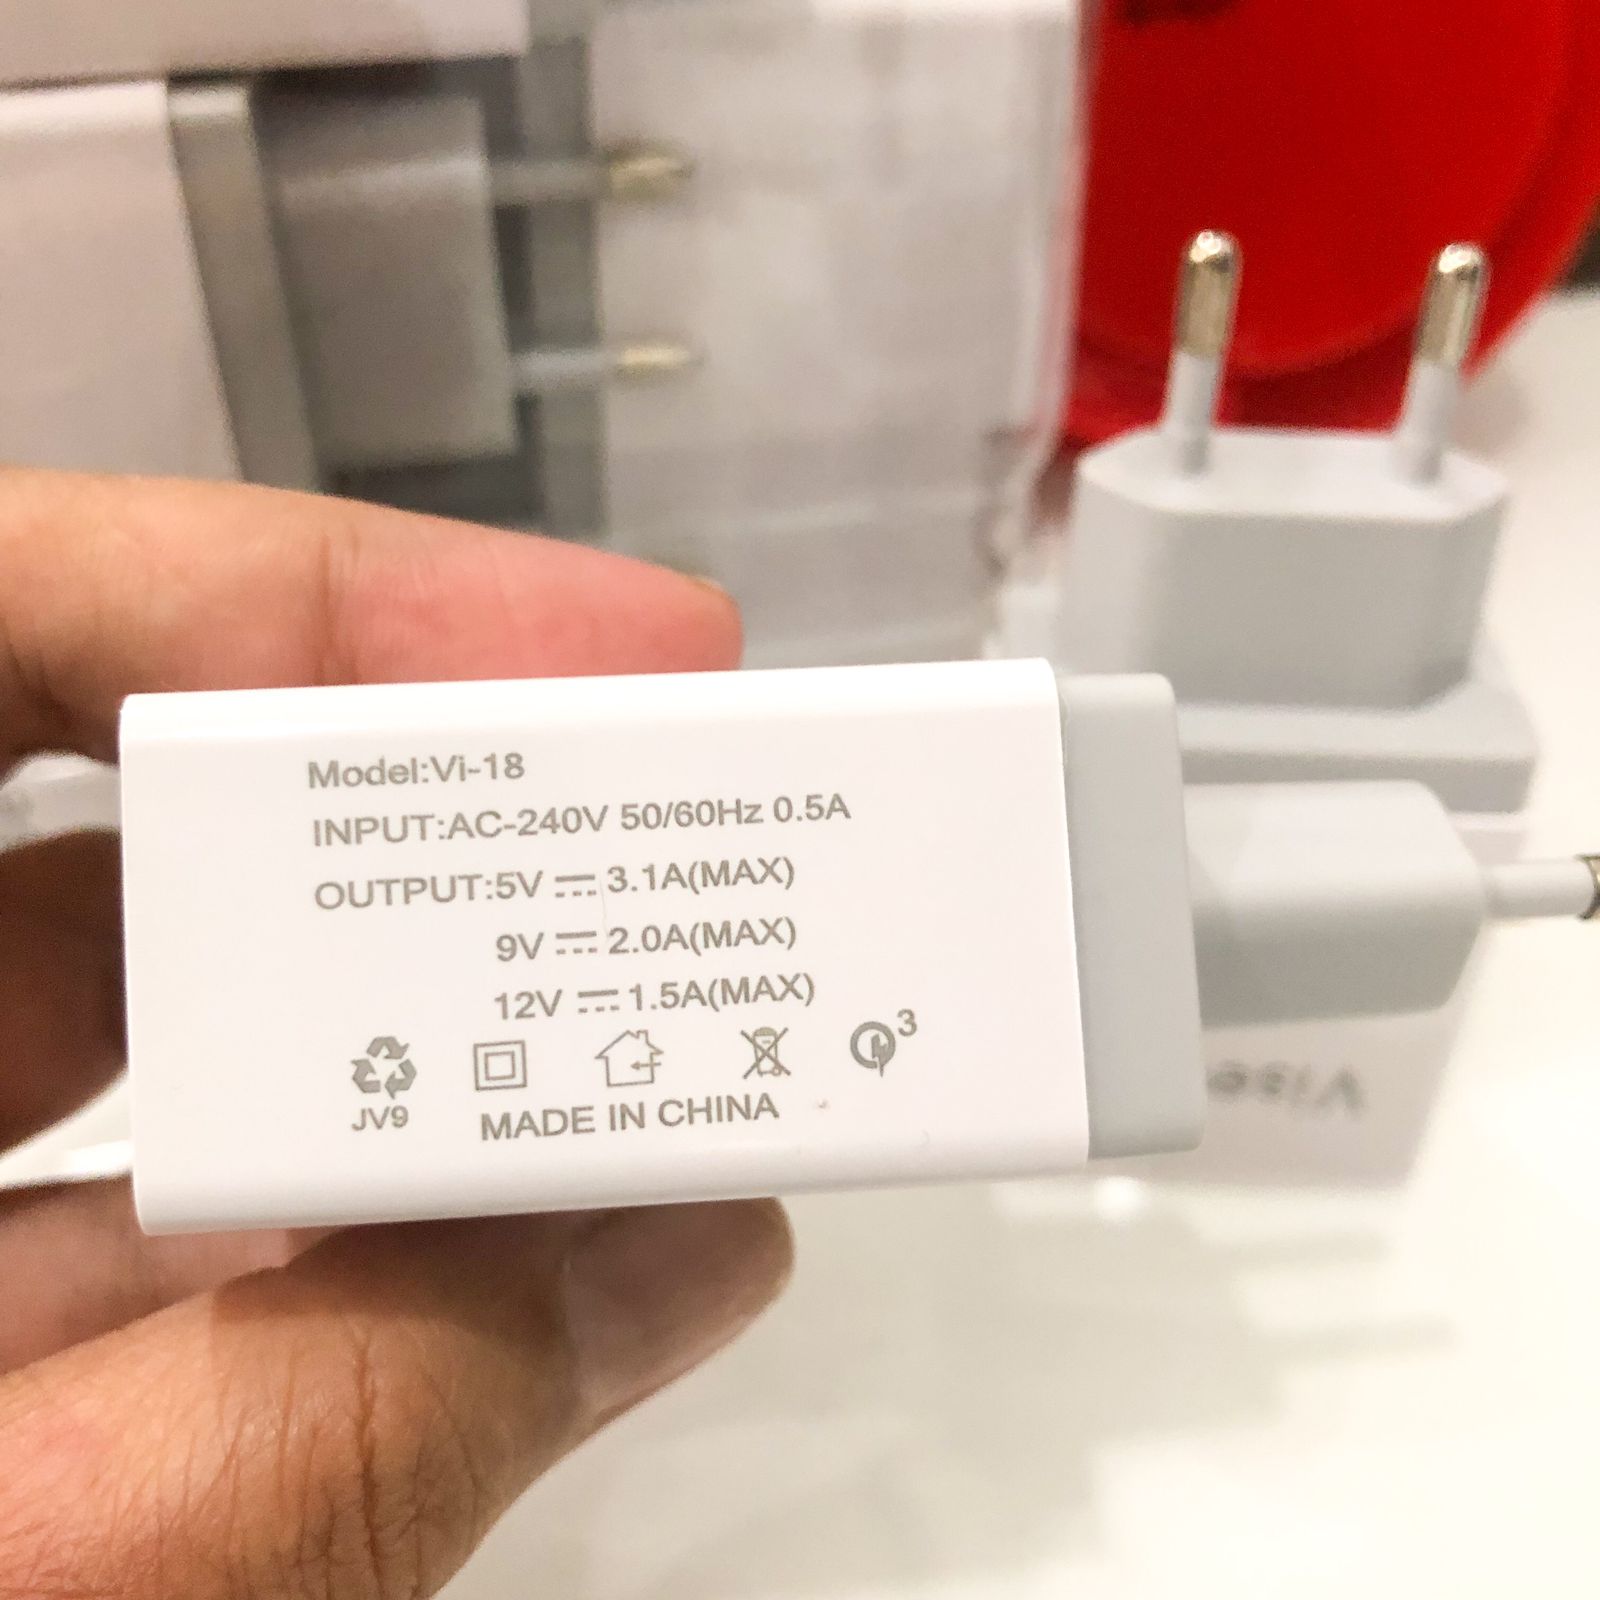 Model:Vi-18
INPUT:AC-240V 50/60Hz 0.5A
OUTPUT:5V ⎓ 3.1A(MAX)
9V ⎓ 2.0A(MAX)
12V ⎓ 1.5A(MAX)
3
JV9
MADE IN CHINA
Vise